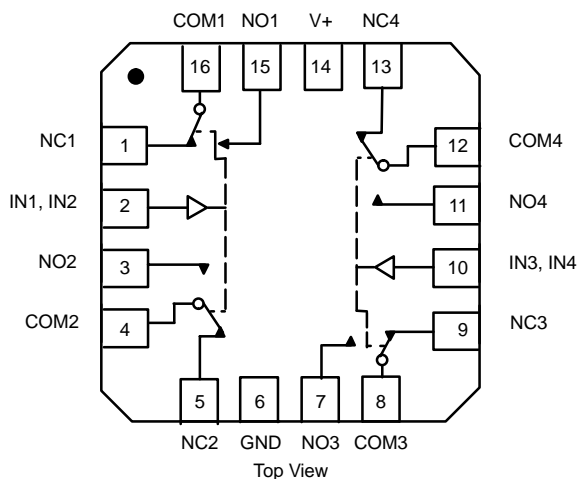 COM1 NO1 V+ NC4
16 15 14 13
NC1 1 12 COM4
IN1, IN2 2 11 NO4
NO2 3 10 IN3, IN4
COM2 4 9 NC3
5 6 7 8
NC2 GND NO3 COM3
Top View